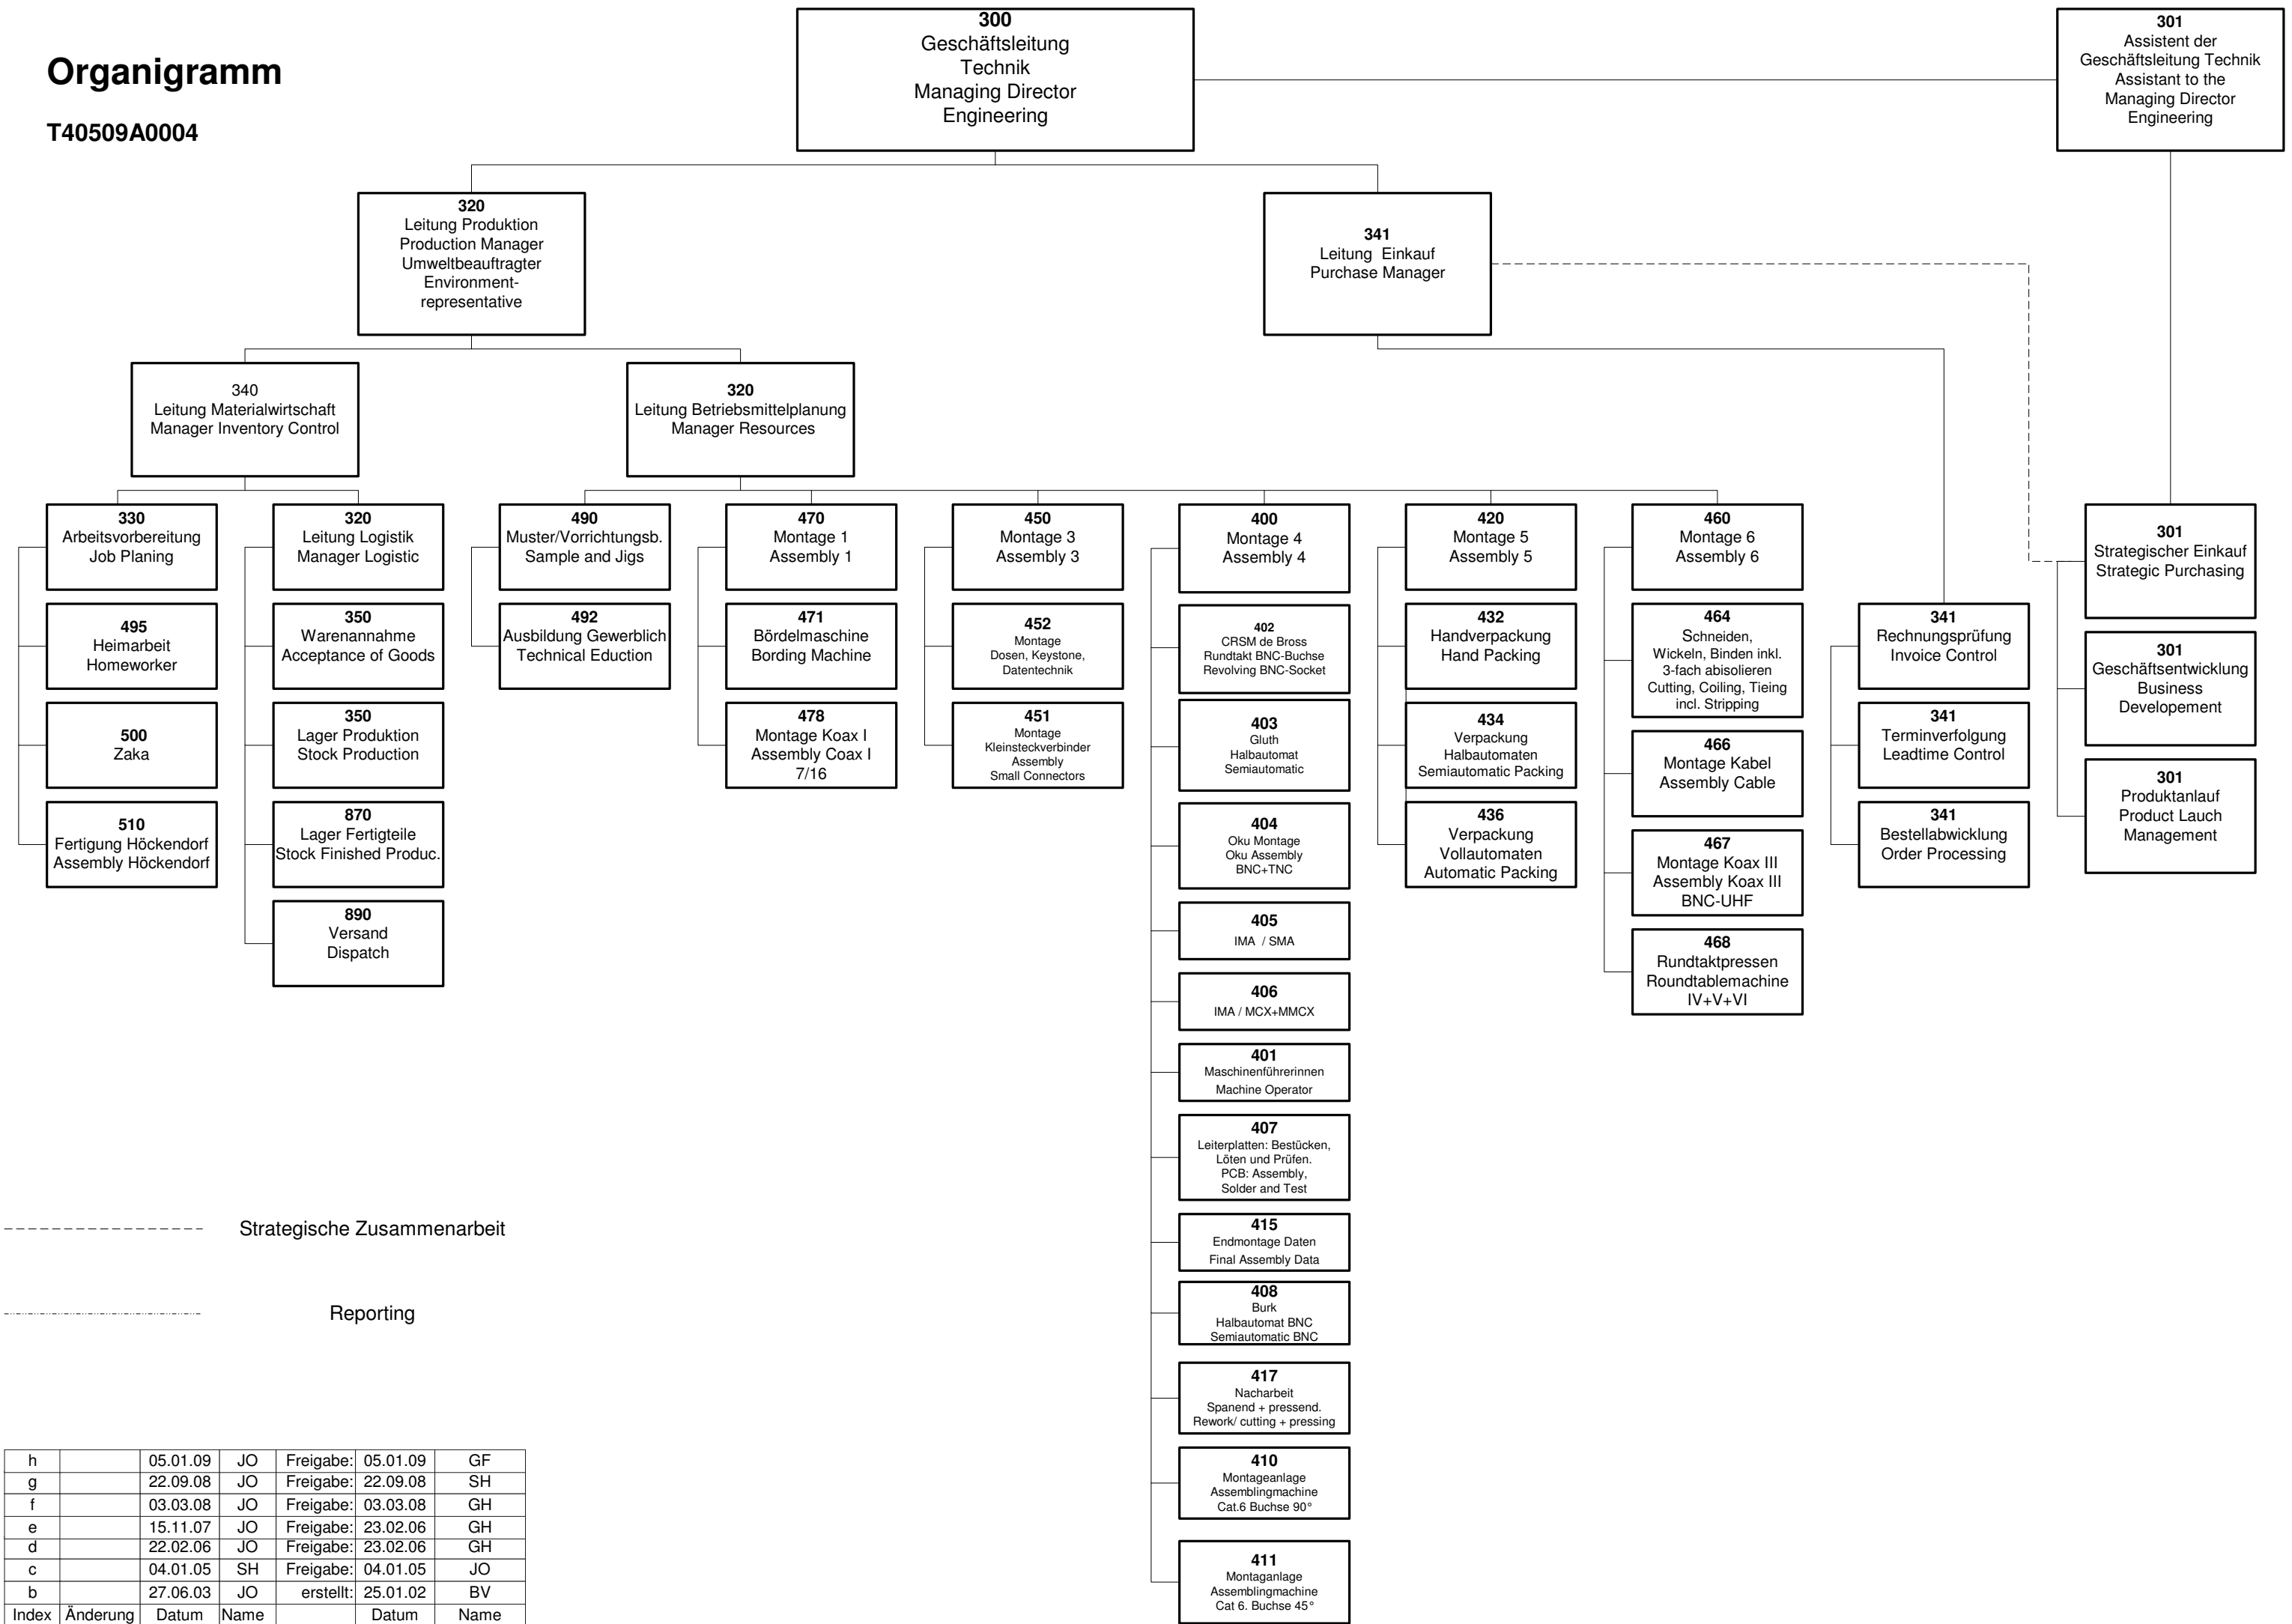 Organigramm
T40509A0004
300
Geschäftsleitung
Technik
Managing Director
Engineering
301
Assistent der
Geschäftsleitung Technik
Assistant to the
Managing Director
Engineering
320
Leitung Produktion
Production Manager
Umweltbeauftragter
Environment-
representative
341
Leitung Einkauf
Purchase Manager
340
Leitung Materialwirtschaft
Manager Inventory Control
320
Leitung Betriebsmittelplanung
Manager Resources
330
Arbeitsvorbereitung
Job Planing
495
Heimarbeit
Homeworker
500
Zaka
510
Fertigung Höckendorf
Assembly Höckendorf
320
Leitung Logistik
Manager Logistic
350
Warenannahme
Acceptance of Goods
350
Lager Produktion
Stock Production
870
Lager Fertigteile
Stock Finished Produc.
890
Versand
Dispatch
490
Muster/Vorrichtungsb.
Sample and Jigs
492
Ausbildung Gewerblich
Technical Eduction
470
Montage 1
Assembly 1
471
Bördelmaschine
Bording Machine
478
Montage Koax I
Assembly Coax I
7/16
450
Montage 3
Assembly 3
452
Montage
Dosen, Keystone,
Datentechnik
451
Montage
Kleinsteckverbinder
Assembly
Small Connectors
400
Montage 4
Assembly 4
402
CRSM de Bross
Rundtakt BNC-Buchse
Revolving BNC-Socket
403
Gluth
Halbautomat
Semiautomatic
404
Oku Montage
Oku Assembly
BNC+TNC
405
IMA / SMA
406
IMA / MCX+MMCX
401
Maschinenführerinnen
Machine Operator
407
Leiterplatten: Bestücken,
Löten und Prüfen.
PCB: Assembly,
Solder and Test
415
Endmontage Daten
Final Assembly Data
408
Burk
Halbautomat BNC
Semiautomatic BNC
417
Nacharbeit
Spanend + pressend.
Rework/ cutting + pressing
410
Montageanlage
Assemblingmachine
Cat.6 Buchse 90°
411
Montaganlage
Assemblingmachine
Cat 6. Buchse 45°
420
Montage 5
Assembly 5
432
Handverpackung
Hand Packing
434
Verpackung
Halbautomaten
Semiautomatic Packing
436
Verpackung
Vollautomaten
Automatic Packing
460
Montage 6
Assembly 6
464
Schneiden,
Wickeln, Binden inkl.
3-fach abisolieren
Cutting, Coiling, Tieing
incl. Stripping
466
Montage Kabel
Assembly Cable
467
Montage Koax III
Assembly Koax III
BNC-UHF
468
Rundtaktpressen
Roundtablemachine
IV+V+VI
341
Rechnungsprüfung
Invoice Control
341
Terminverfolgung
Leadtime Control
341
Bestellabwicklung
Order Processing
301
Strategischer Einkauf
Strategic Purchasing
301
Geschäftsentwicklung
Business
Developement
301
Produktanlauf
Product Lauch
Management
Strategische Zusammenarbeit
Reporting
h 05.01.09 JO Freigabe: 05.01.09 GF
g 22.09.08 JO Freigabe: 22.09.08 SH
f 03.03.08 JO Freigabe: 03.03.08 GH
e 15.11.07 JO Freigabe: 23.02.06 GH
d 22.02.06 JO Freigabe: 23.02.06 GH
c 04.01.05 SH Freigabe: 04.01.05 JO
b 27.06.03 JO erstellt: 25.01.02 BV
Index Änderung Datum Name Datum Name